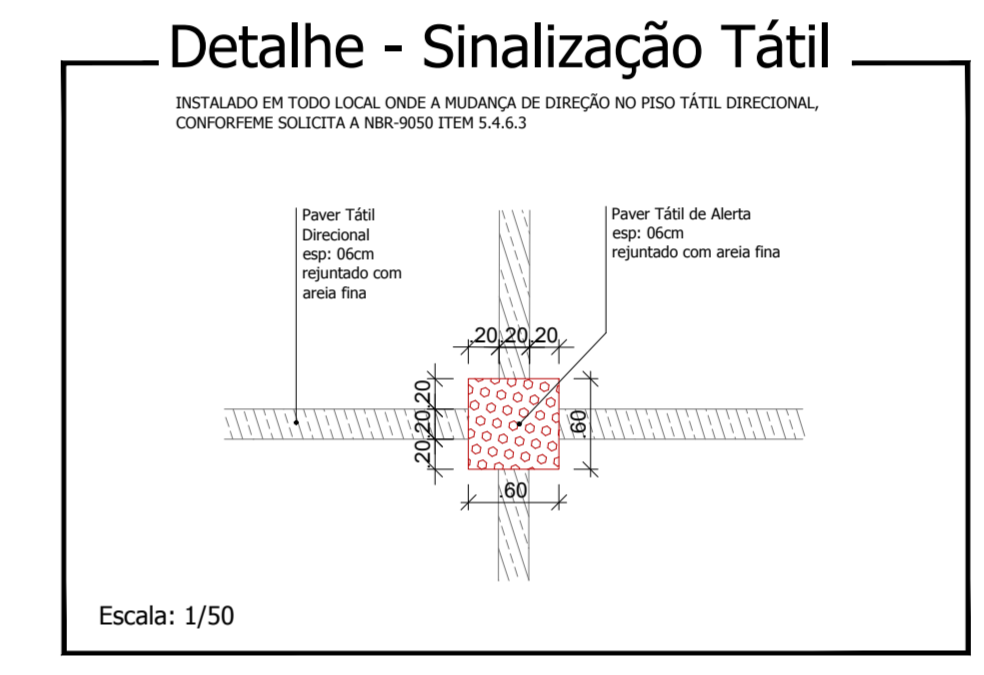 Detalhe - Sinalização Tátil
INSTALADO EM TODO LOCAL ONDE A MUDANÇA DE DIREÇÃO NO PISO TÁTIL DIRECIONAL,
CONFORFEME SOLICITA A NBR-9050 ITEM 5.4.6.3
Paver Tátil
Direcional
esp: 06cm
rejuntado com
areia fina
Paver Tátil de Alerta
esp: 06cm
rejuntado com areia fina
.20 .20 .20
.20 .20 .20
.60
.60
Escala: 1/50